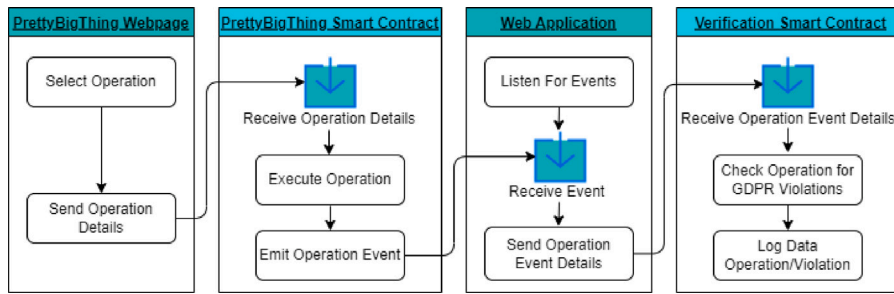 PrettyBigThing Webpage
Select Operation
Send Operation
Details
PrettyBigThing Smart Contract
Receive Operation Details
Execute Operation
Emit Operation Event
Web Application
Listen For Events
Receive Event
Send Operation
Event Details
Verification Smart Contract
Receive Operation Event Details
Check Operation for
GDPR Violations
Log Data
Operation/Violation